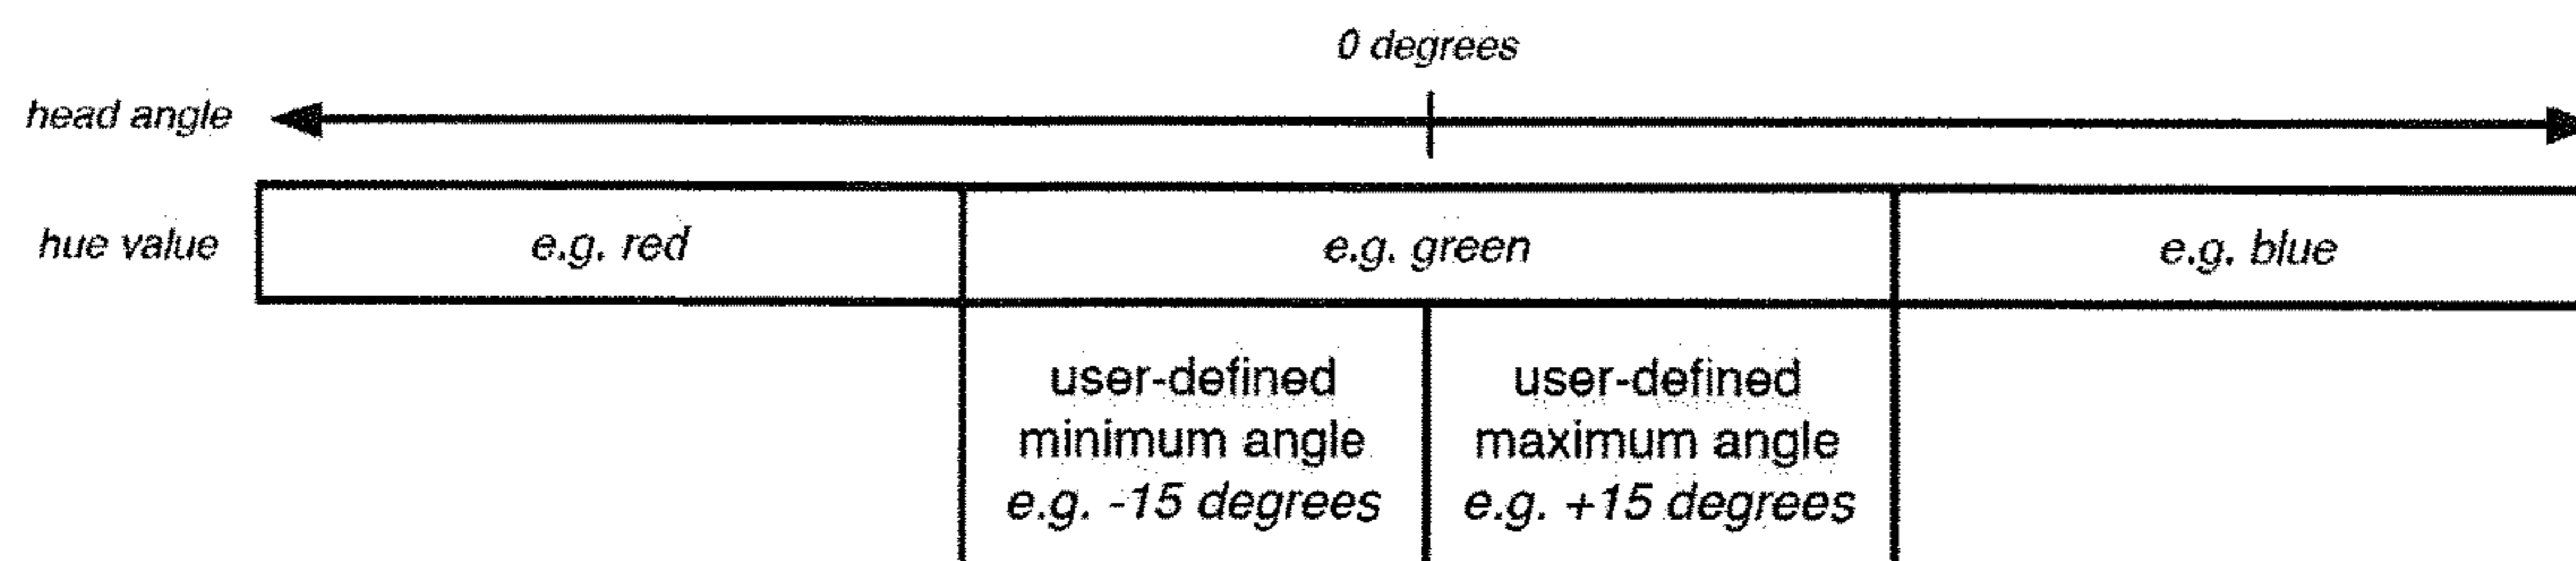 0 degrees
head angle
hue value
e.g. red
e.g. green
e.g. blue
user-defined
minimum angle
e.g. -15 degrees
user-defined
maximum angle
e.g. +15 degrees